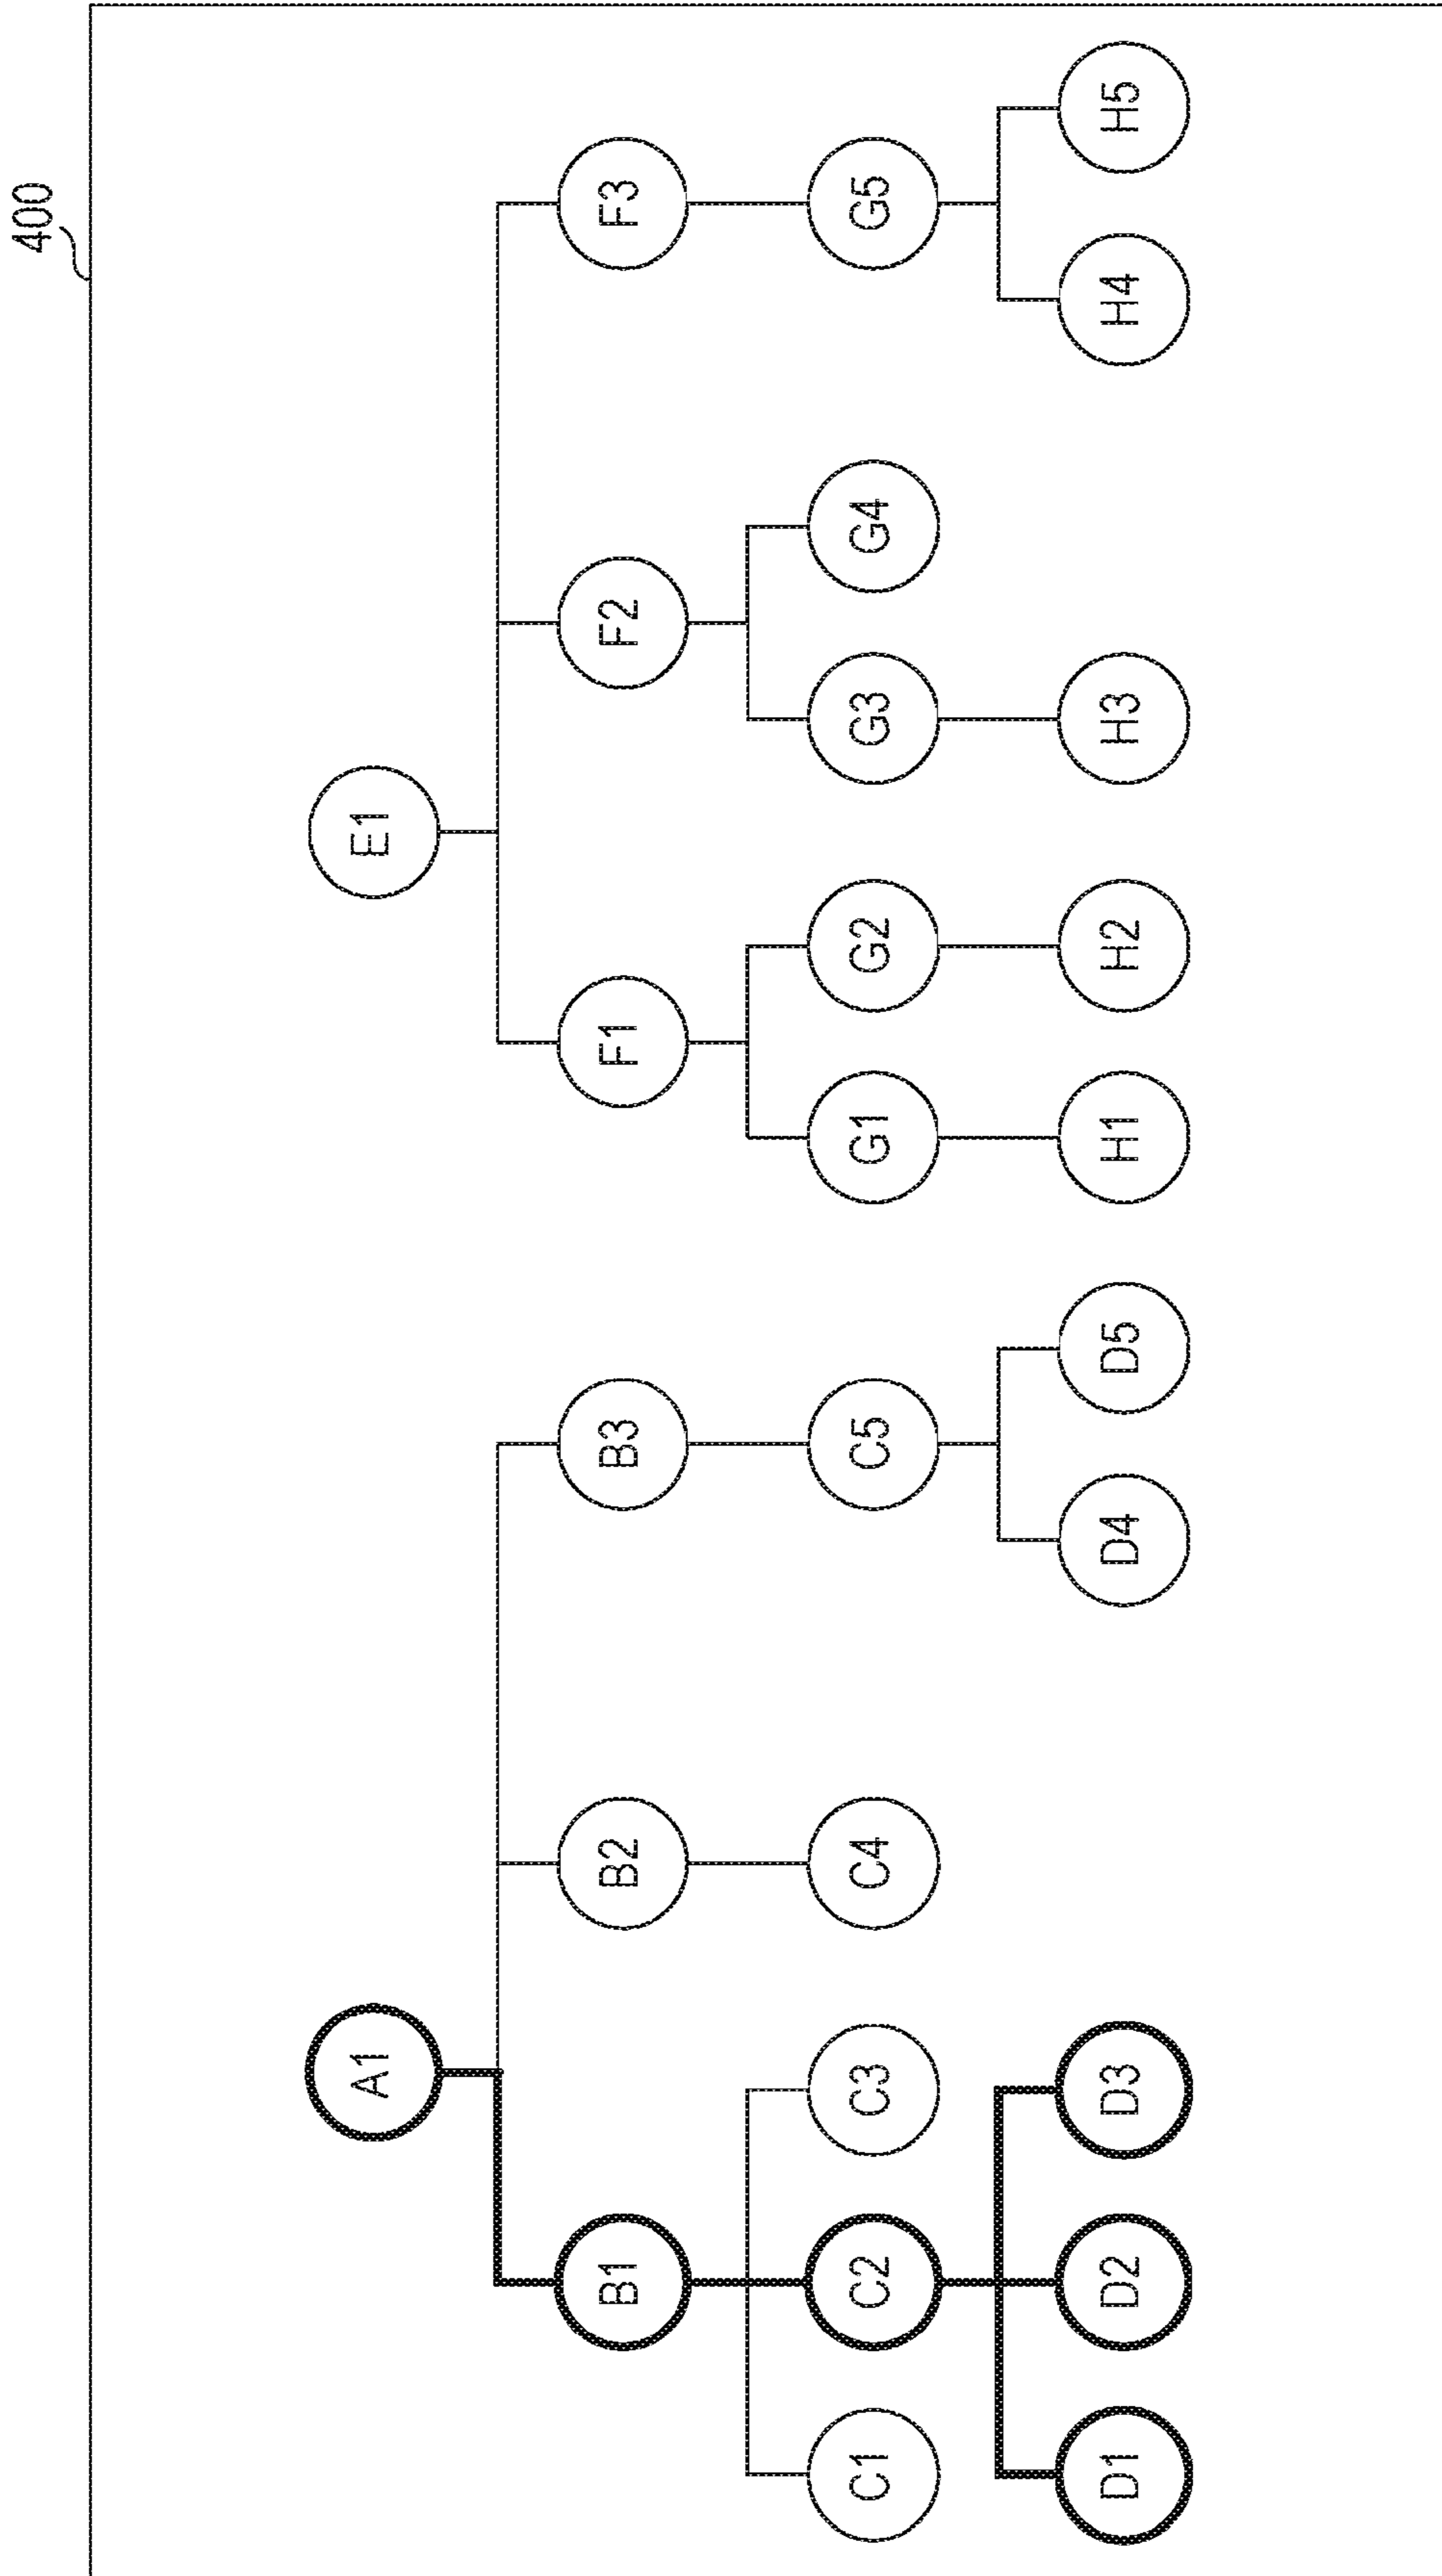 400
A1 E1
B1 B2 B3 F1 F2 F3
C1 C2 C3 C4 C5 G1 G2 G3 G4 G5
D1 D2 D3 D4 D5 H1 H2 H3 H4 H5